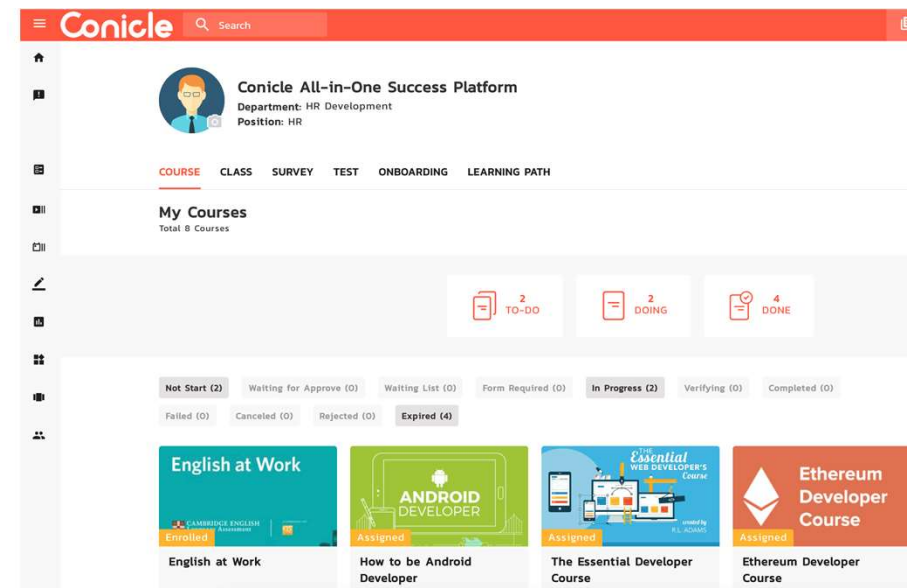 Conicle
Search
Conicle All-in-One Success Platform
Department: HR Development
Position: HR
COURSE CLASS SURVEY TEST ONBOARDING LEARNING PATH
My Courses
Total 8 Courses
2
TO-DO
2
DOING
4
DONE
Not Start (2) Waiting for Approve (0) Waiting List (0) Form Required (0) In Progress (2) Verifying (0) Completed (0)
Failed (0) Canceled (0) Rejected (0) Expired (4)
English at Work
CAMBRIDGE ENGLISH
Assessment
Enrolled
English at Work
ANDROID
DEVELOPER
Assigned
How to be Android
Developer
THE
Essential
WEB DEVELOPER'S
Course
created by
R.L. ADAMS
Assigned
The Essential Developer
Course
Ethereum
Developer
Course
Assigned
Ethereum Developer
Course